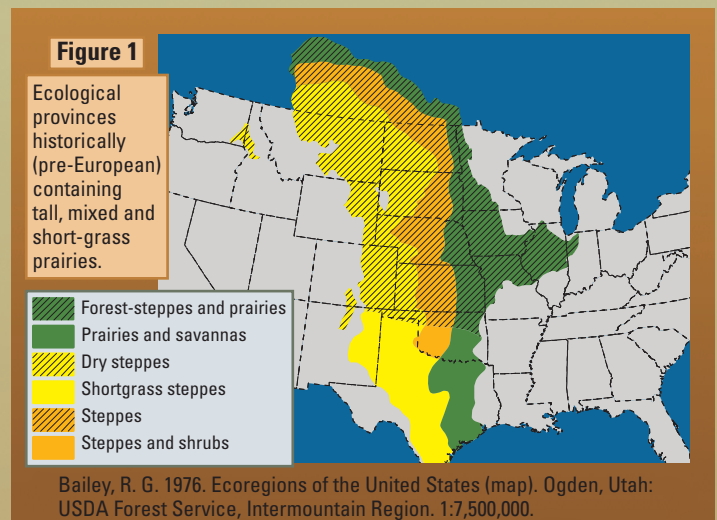 Figure 1
Ecological
provinces
historically
(pre-European)
containing
tall, mixed and
short-grass
prairies.
Forest-steppes and prairies
Prairies and savannas
Dry steppes
Shortgrass steppes
Steppes
Steppes and shrubs
Bailey, R. G. 1976. Ecoregions of the United States (map). Ogden, Utah:
USDA Forest Service, Intermountain Region. 1:7,500,000.